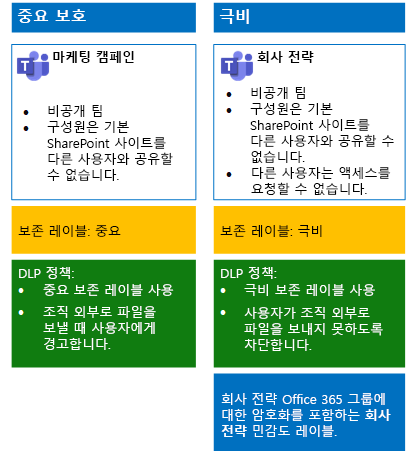 중요 보호
마케팅 캠페인
• 비공개 팀
• 구성원은 기본
SharePoint 사이트를
다른 사용자와 공유할
수 없습니다.
보존 레이블: 중요
DLP 정책:
• 중요 보존 레이블 사용
• 조직 외부로 파일을
보낼 때 사용자에게
경고합니다.
극비
회사 전략
• 비공개 팀
• 구성원은 기본
SharePoint 사이트를
다른 사용자와 공유할 수
없습니다.
• 다른 사용자는 액세스를
요청할 수 없습니다.
보존 레이블: 극비
DLP 정책:
• 극비 보존 레이블 사용
• 사용자가 조직 외부로
파일을 보내지 못하도록
차단합니다.
회사 전략 Office 365 그룹에
대한 암호화를 포함하는 회사
전략 민감도 레이블.